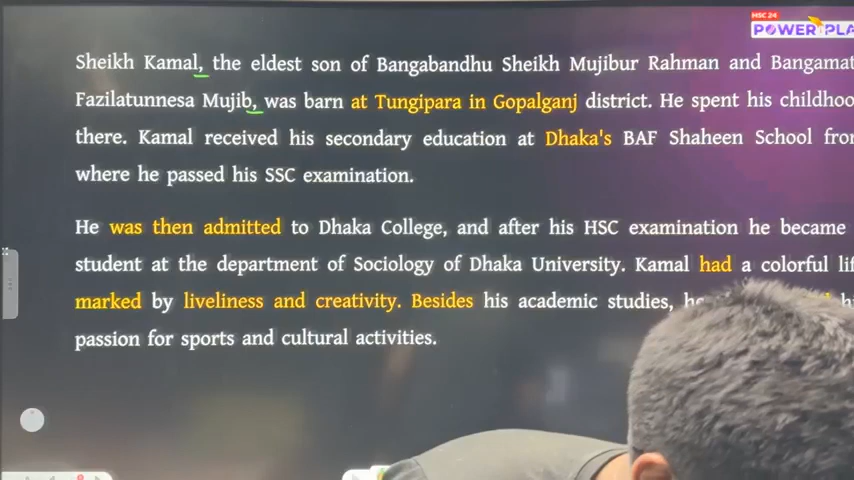 HSC 24
POWER PLA
Sheikh Kamal, the eldest son of Bangabandhu Sheikh Mujibur Rahman and Bangamat
Fazilatunnesa Mujib, was barn at Tungipara in Gopalganj district. He spent his childhoo
there. Kamal received his secondary education at Dhaka's BAF Shaheen School fron
where he passed his SSC examination.
He was then admitted to Dhaka College, and after his HSC examination he became
student at the department of Sociology of Dhaka University. Kamal had a colorful lif
marked by liveliness and creativity. Besides his academic studies, he
passion for sports and cultural activities.